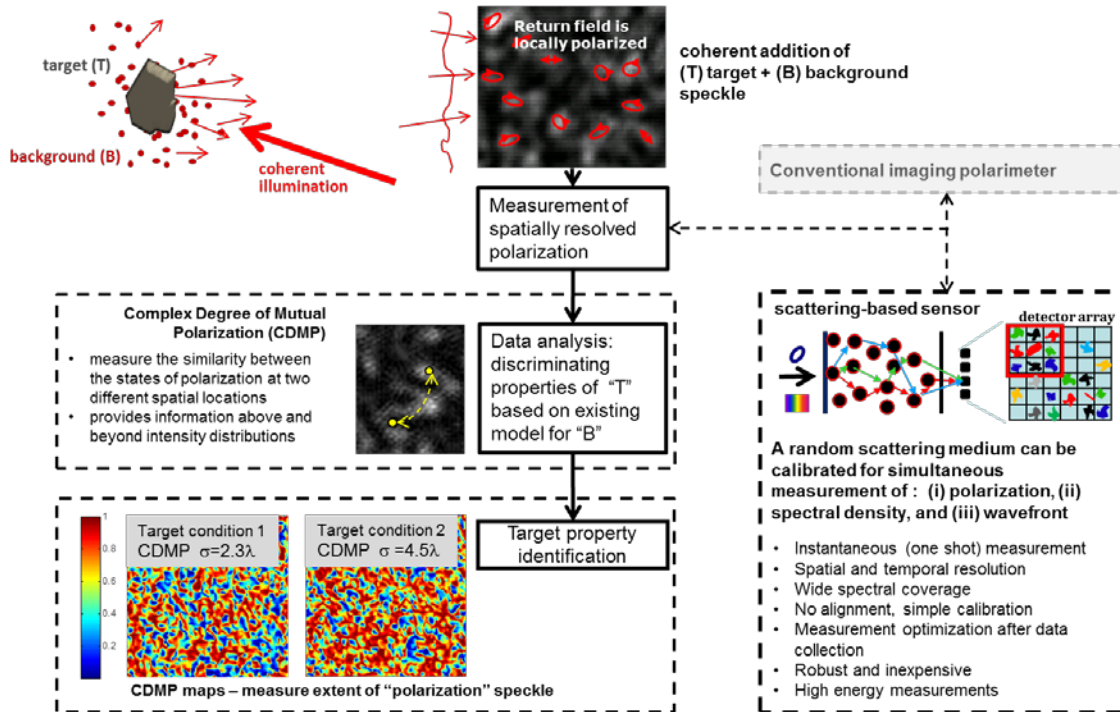 Return field is
locally polarized
target (T)
background (B)
coherent
illumination
coherent addition of
(T) target + (B) background
speckle
Conventional imaging polarimeter
Measurement of
spatially resolved
polarization
Complex Degree of Mutual
Polarization (CDMP)
• measure the similarity between
the states of polarization at two
different spatial locations
• provides information above and
beyond intensity distributions
Data analysis:
discriminating
properties of "T"
based on existing
model for "B"
scattering-based sensor
detector array
A random scattering medium can be
calibrated for simultaneous
measurement of : (i) polarization, (ii)
spectral density, and (iii) wavefront
• Instantaneous (one shot) measurement
• Spatial and temporal resolution
• Wide spectral coverage
• No alignment, simple calibration
• Measurement optimization after data
collection
• Robust and inexpensive
• High energy measurements
1
0.8
0.6
0.4
0.2
Target condition 1
CDMP σ=2.3λ
Target condition 2
CDMP σ =4.5λ
Target property
identification
CDMP maps – measure extent of "polarization" speckle